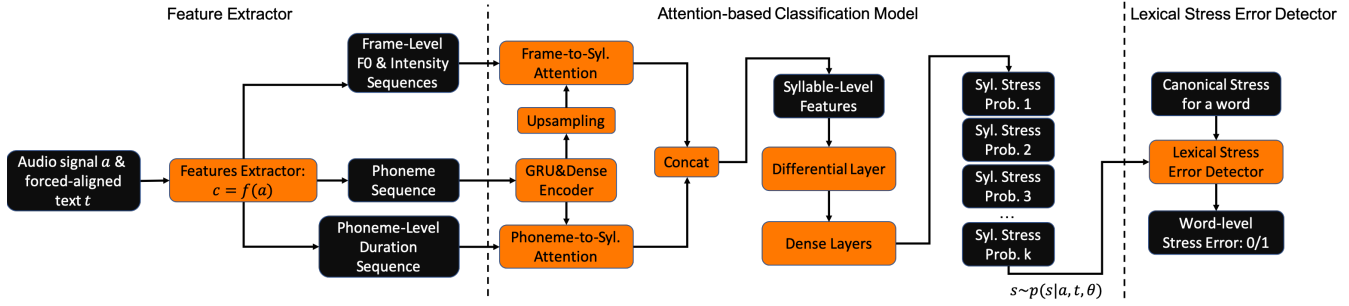 Feature Extractor
Attention-based Classification Model
Lexical Stress Error Detector
Audio signal a &
forced-aligned
text t
Features Extractor:
c = f(a)
Frame-Level
F0 & Intensity
Sequences
Phoneme
Sequence
Phoneme-Level
Duration
Sequence
Frame-to-Syl.
Attention
Upsampling
GRU&Dense
Encoder
Phoneme-to-Syl.
Attention
Concat
Syllable-Level
Features
Differential Layer
Dense Layers
Syl. Stress
Prob. 1
Syl. Stress
Prob. 2
Syl. Stress
Prob. 3
...
Syl. Stress
Prob. k
s~p(s|a, t, θ)
Canonical Stress
for a word
Lexical Stress
Error Detector
Word-level
Stress Error: 0/1